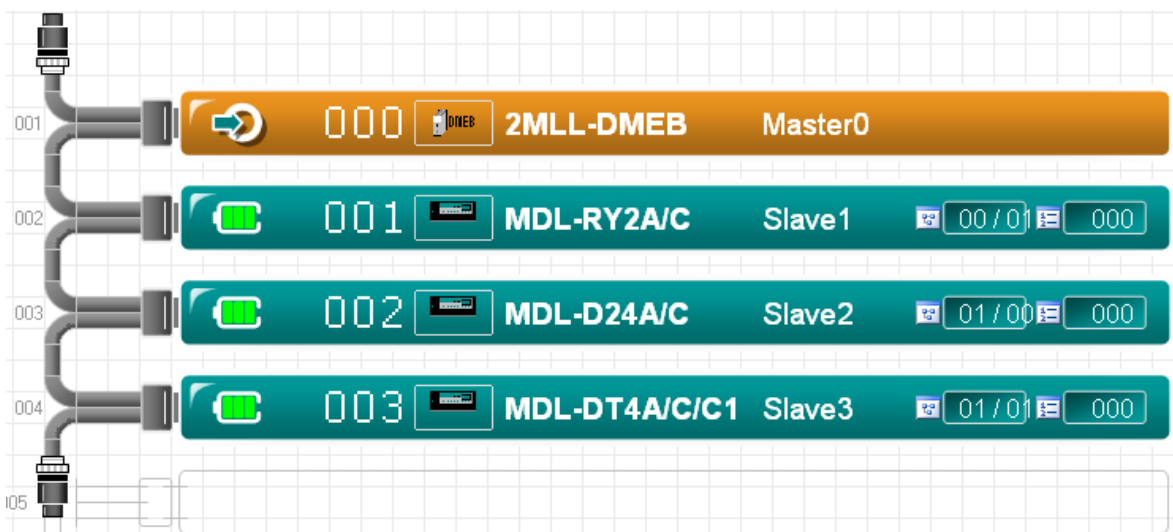 001 000 DMEB 2MLL-DMEB Master0
002 001 MDL-RY2A/C Slave1 00/01 000
003 002 MDL-D24A/C Slave2 01/00 000
004 003 MDL-DT4A/C/C1 Slave3 01/01 000
005